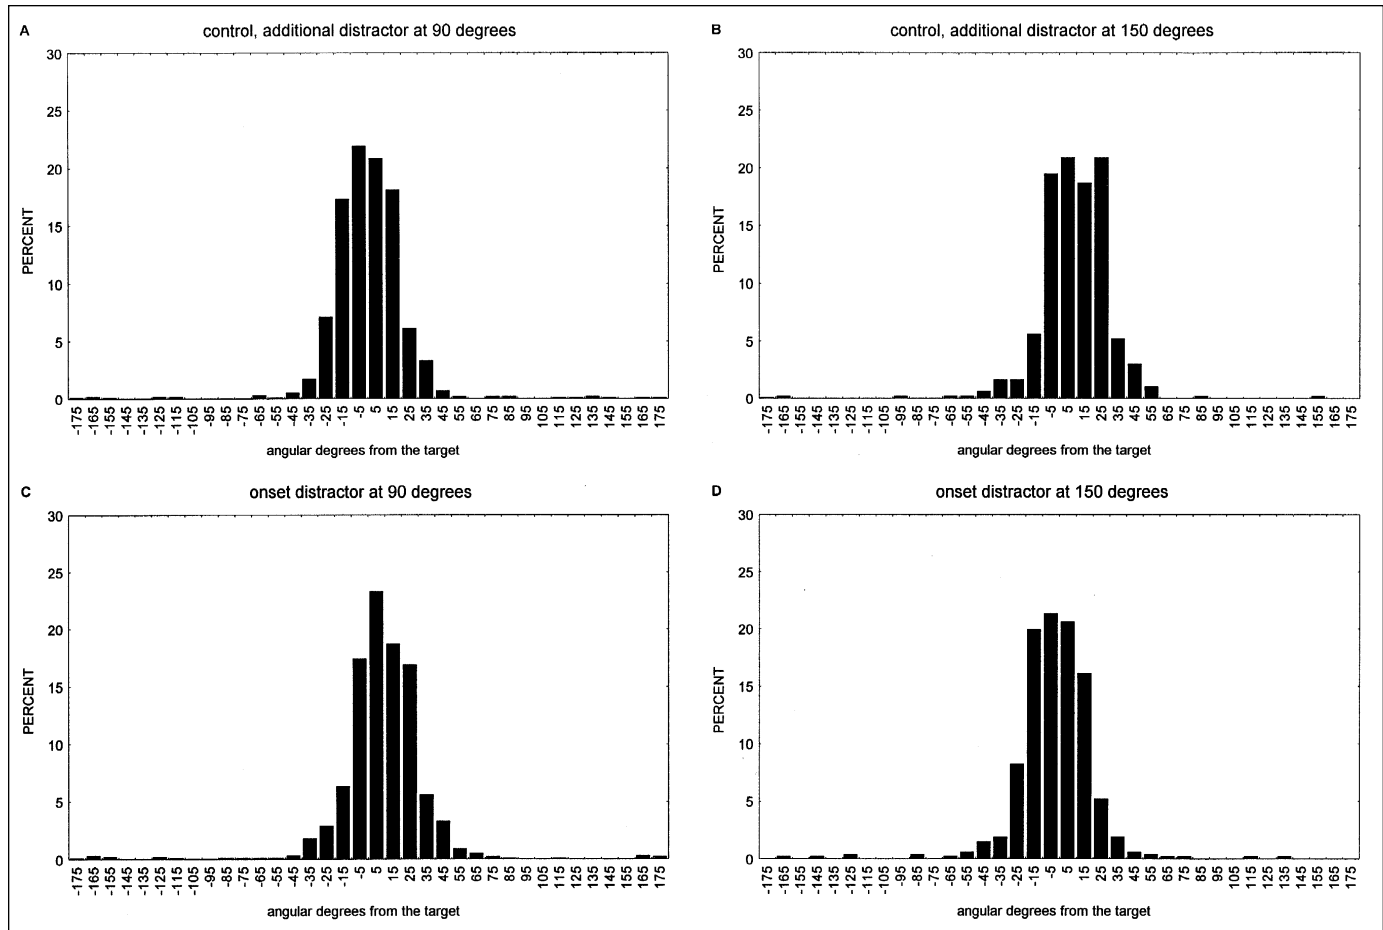 A control, additional distractor at 90 degrees
30
25
20
15
10
5
0
PERCENT
-175 -165 -155 -145 -135 -125 -115 -105 -95 -85 -75 -65 -55 -45 -35 -25 -15 -5 5 15 25 35 45 55 65 75 85 95 105 115 125 135 145 155 165 175
angular degrees from the target
B control, additional distractor at 150 degrees
30
25
20
15
10
5
0
PERCENT
-175 -165 -155 -145 -135 -125 -115 -105 -95 -85 -75 -65 -55 -45 -35 -25 -15 -5 5 15 25 35 45 55 65 75 85 95 105 115 125 135 145 155 165 175
angular degrees from the target
C onset distractor at 90 degrees
30
25
20
15
10
5
0
PERCENT
-175 -165 -155 -145 -135 -125 -115 -105 -95 -85 -75 -65 -55 -45 -35 -25 -15 -5 5 15 25 35 45 55 65 75 85 95 105 115 125 135 145 155 165 175
angular degrees from the target
D onset distractor at 150 degrees
30
25
20
15
10
5
0
PERCENT
-175 -165 -155 -145 -135 -125 -115 -105 -95 -85 -75 -65 -55 -45 -35 -25 -15 -5 5 15 25 35 45 55 65 75 85 95 105 115 125 135 145 155 165 175
angular degrees from the target